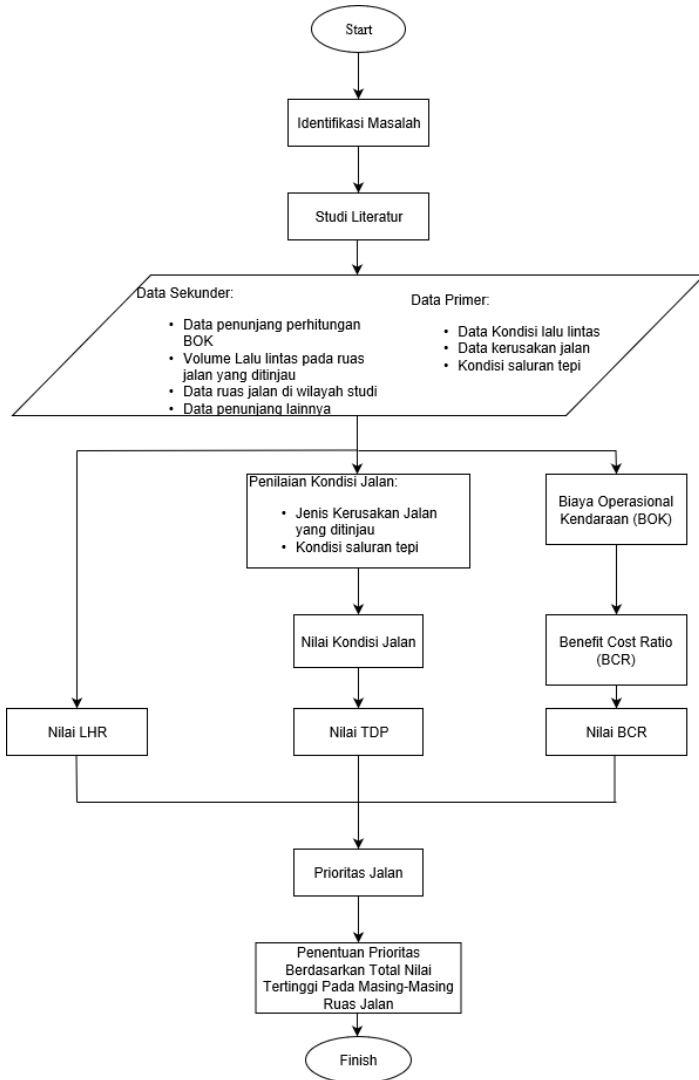 Start
Identifikasi Masalah
Studi Literatur
Data Sekunder:
• Data penunjang perhitungan
BOK
• Volume Lalu lintas pada ruas
jalan yang ditinjau
• Data ruas jalan di wilayah studi
• Data penunjang lainnya
Data Primer:
• Data Kondisi lalu lintas
• Data kerusakan jalan
• Kondisi saluran tepi
Penilaian Kondisi Jalan:
• Jenis Kerusakan Jalan
yang ditinjau
• Kondisi saluran tepi
Biaya Operasional
Kendaraan (BOK)
Nilai Kondisi Jalan
Benefit Cost Ratio
(BCR)
Nilai LHR
Nilai TDP
Nilai BCR
Prioritas Jalan
Penentuan Prioritas
Berdasarkan Total Nilai
Tertinggi Pada Masing-Masing
Ruas Jalan
Finish